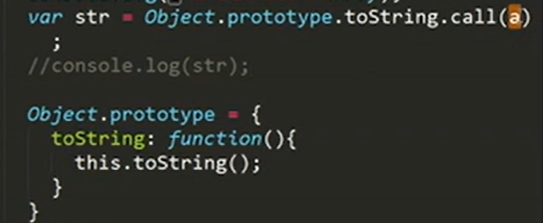 var str = Object.prototype.toString.call(a)
;
//console.log(str);
Object.prototype = {
toString: function(){
this.toString();
}
}